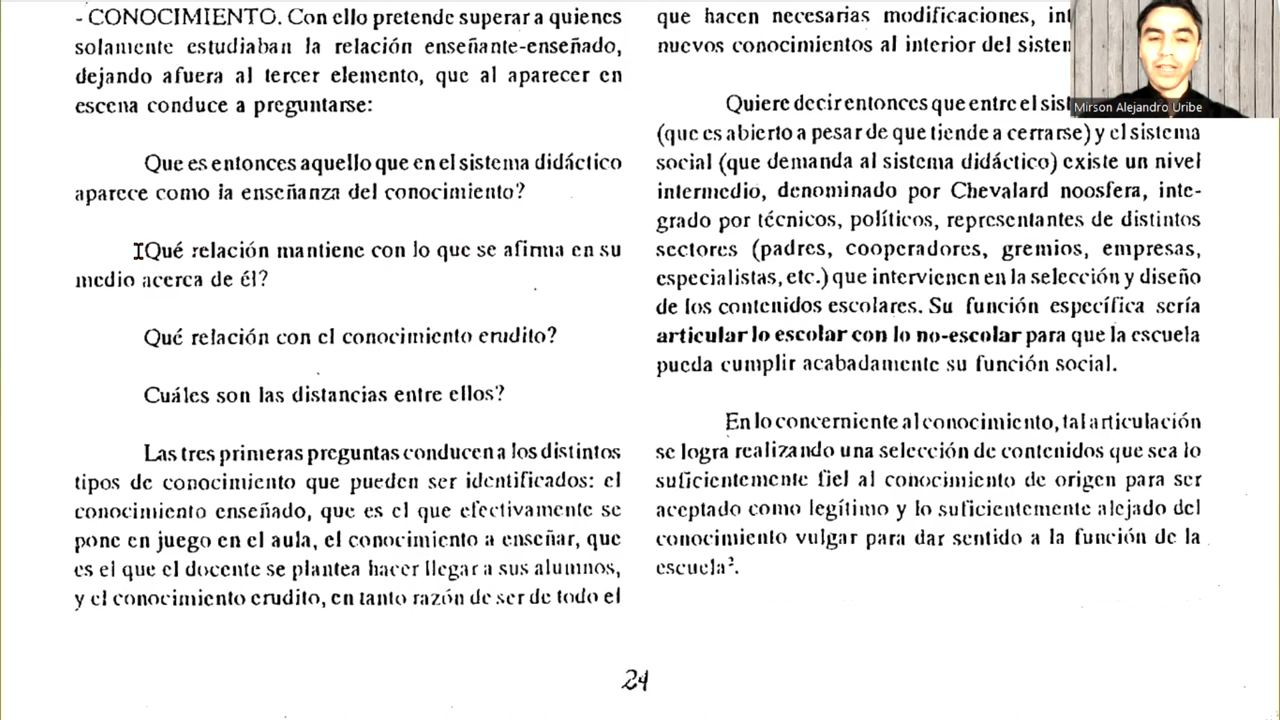 - CONOCIMIENTO. Con ello pretende superar a quienes
solamente estudiaban la relación enseñante-enseñado,
dejando afuera al tercer elemento, que al aparecer en
escena conduce a preguntarse:
Que es entonces aquello que en el sistema didáctico
aparece como la enseñanza del conocimiento?
Qué relación mantiene con lo que se afirma en su
medio acerca de él?
Qué relación con el conocimiento erudito?
Cuáles son las distancias entre ellos?
Las tres primeras preguntas conducen a los distintos
tipos de conocimiento que pueden ser identificados: el
conocimiento enseñado, que es el que efectivamente se
pone en juego en el aula, el conocimiento a enseñar, que
es el que el docente se plantea hacer llegar a sus alumnos,
y el conocimiento erudito, en tanto razón de ser de todo el
que hacen necesarias modificaciones,
nuevos conocimientos al interior del
Quiere decir entonces que entre el
(que es abierto a pesar de que tiende a cerrarse) y el sistema
social (que demanda al sistema didáctico) existe un nivel
intermedio, denominado por Chevalard noosfera, inte-
grado por técnicos, políticos, representantes de distintos
sectores (padres, cooperadores, gremios, empresas,
especialistas, etc.) que intervienen en la selección y diseño
de los contenidos escolares. Su función específica sería
articular lo escolar con lo no-escolar para que la escuela
pueda cumplir acabadamente su función social.
En lo concerniente al conocimiento, tal articulación
se logra realizando una selección de contenidos que sea lo
suficientemente fiel al conocimiento de origen para ser
aceptado como legítimo y lo suficientemente alejado del
conocimiento vulgar para dar sentido a la función de la
escuela².
24
Mirson Alejandro Uribe